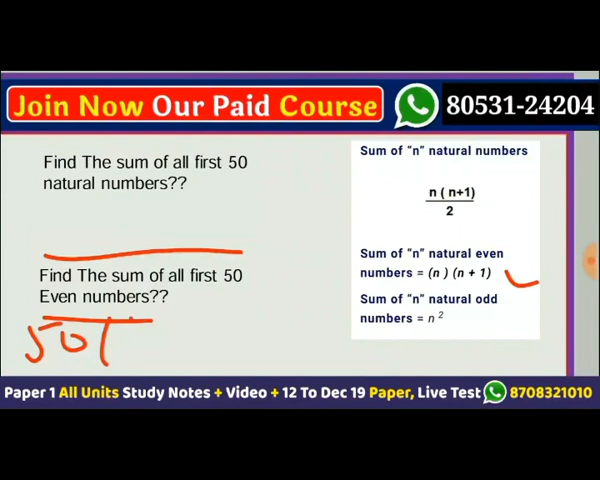 Join Now Our Paid Course 80531-24204
Find The sum of all first 50
natural numbers??
Find The sum of all first 50
Even numbers??
50
Sum of "n" natural numbers
n ( n+1)
2
Sum of "n" natural even
numbers = (n) (n + 1)
Sum of "n" natural odd
numbers = n 2
Paper 1 All Units Study Notes + Video + 12 To Dec 19 Paper, Live Test 8708321010